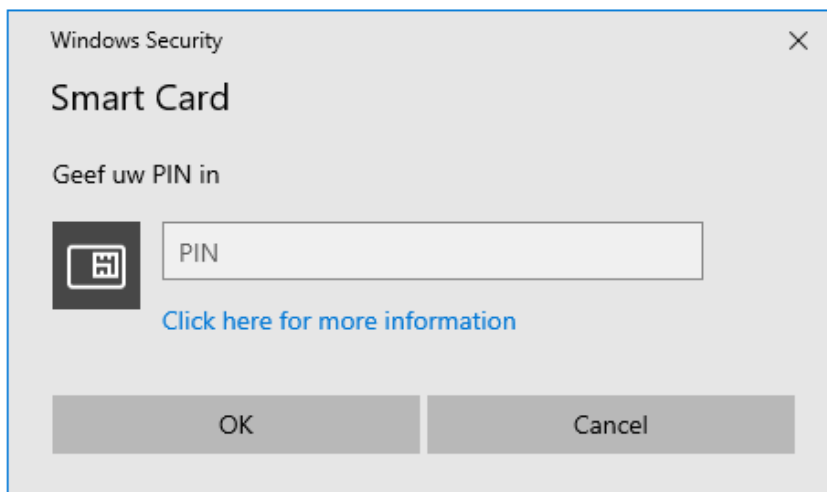 Windows Security
Smart Card
Geef uw PIN in
PIN
Click here for more information
OK
Cancel